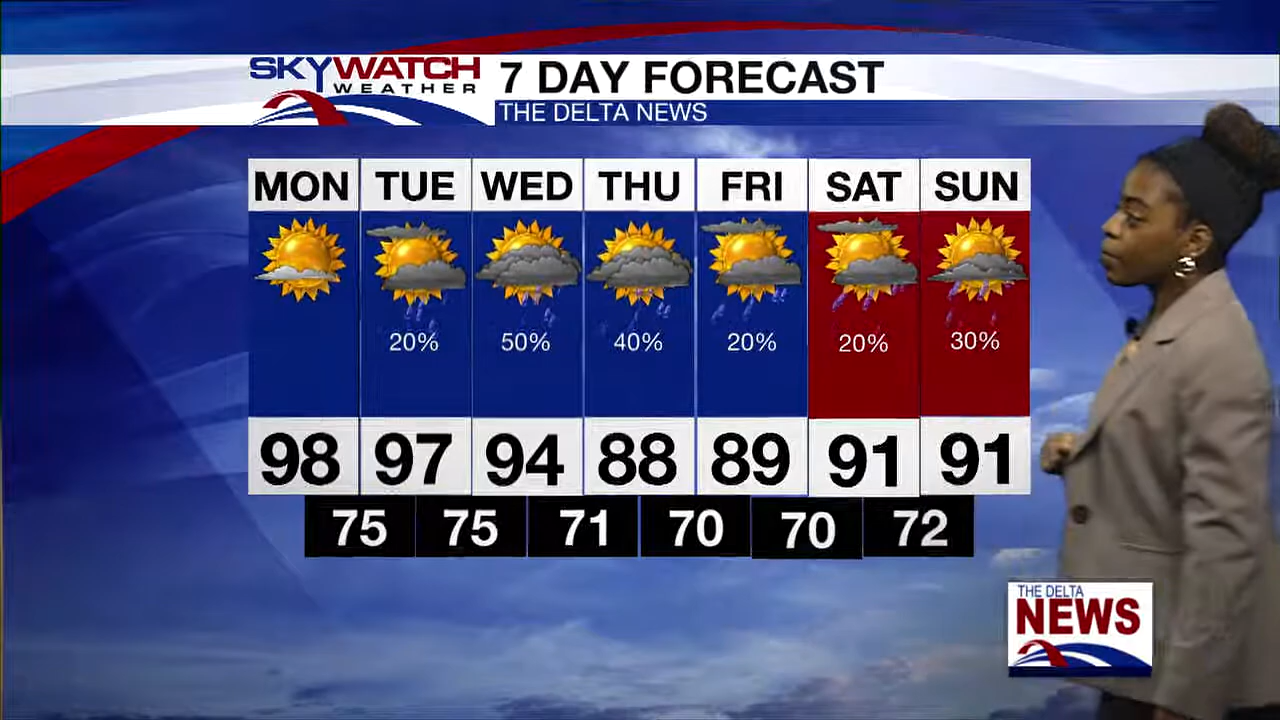 SKYWATCH
WEATHER
7 DAY FORECAST
THE DELTA NEWS
MON TUE WED THU FRI SAT SUN
20% 50% 40% 20% 20% 30%
98 97 94 88 89 91 91
75 75 71 70 70 72
THE DELTA
NEWS